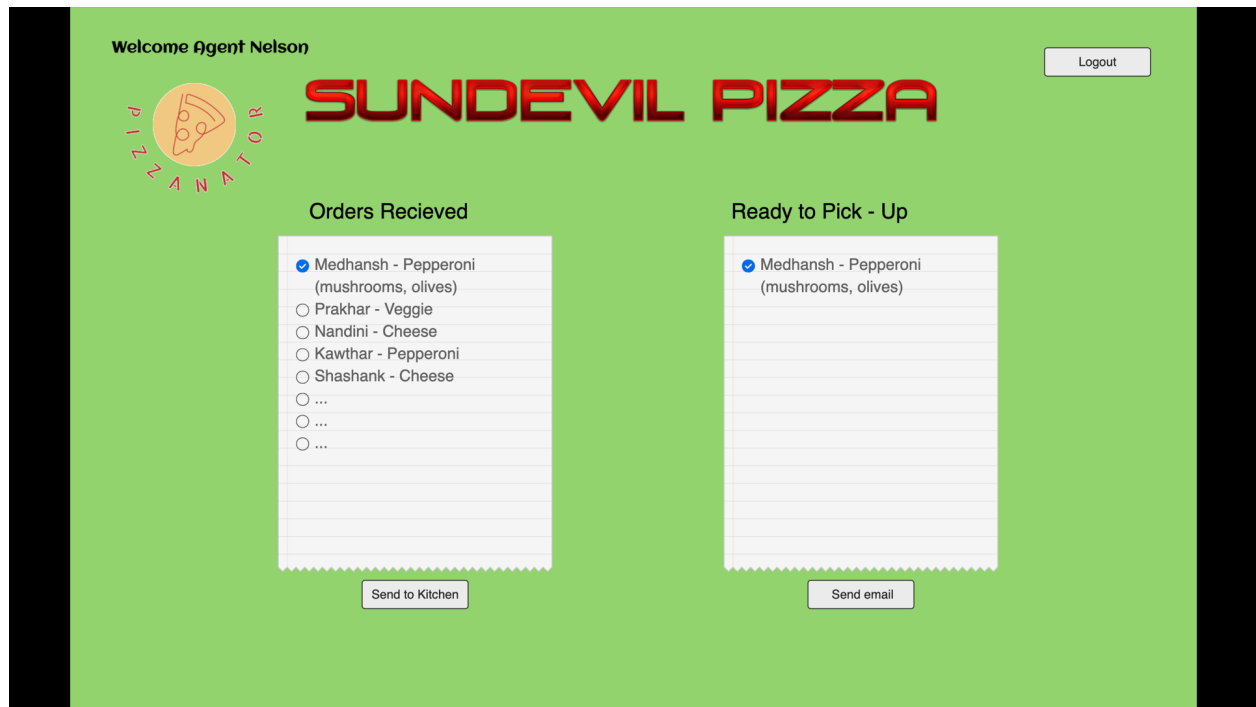 Welcome Agent Nelson
Logout
SUNDEVIL PIZZA
PIZZANATOR
Orders Recieved
Medhansh - Pepperoni
(mushrooms, olives)
Prakhar - Veggie
Nandini - Cheese
Kawthar - Pepperoni
Shashank - Cheese
...
...
...
Send to Kitchen
Ready to Pick - Up
Medhansh - Pepperoni
(mushrooms, olives)
Send email